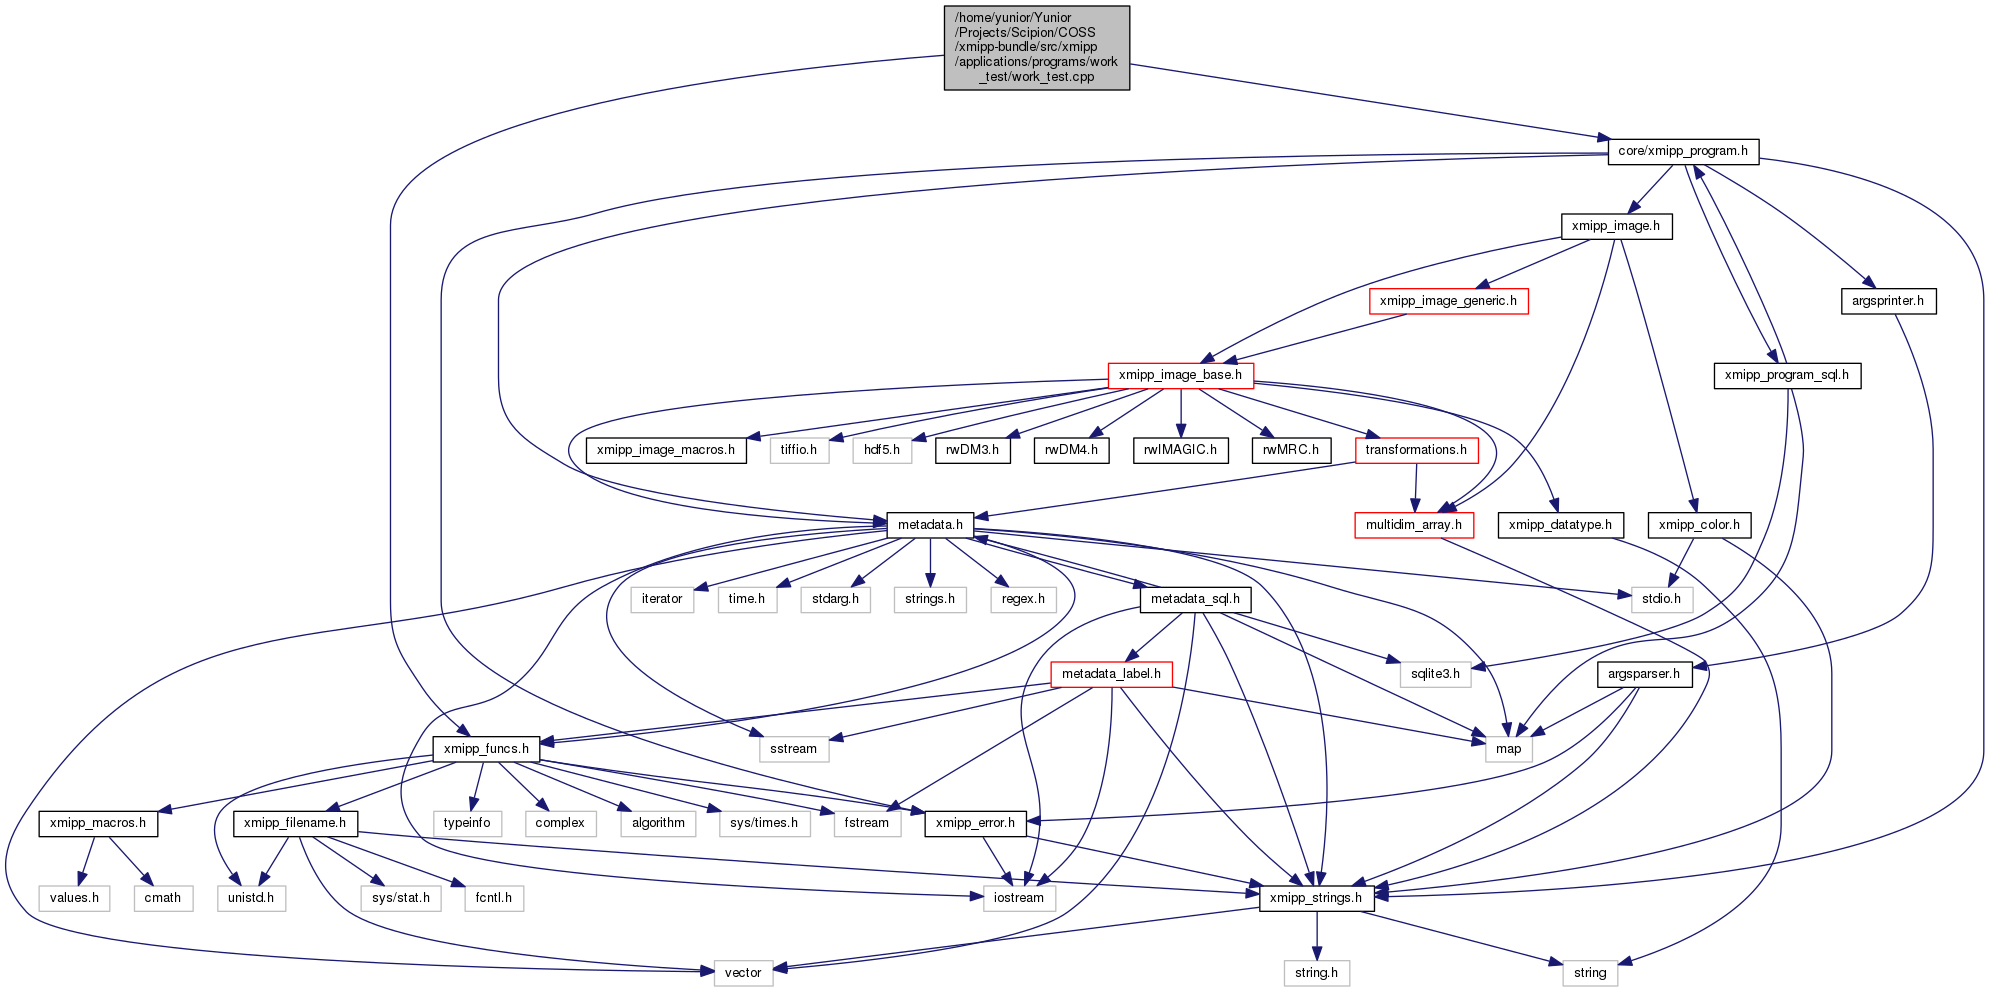 /home/yunior/Yunior
/Projects/Scipion/COSS
/xmipp-bundle/src/xmipp
/applications/programs/work
_test/work_test.cpp
core/xmipp_program.h
xmipp_image.h
xmipp_image_generic.h
argsprinter.h
xmipp_image_base.h
xmipp_program_sql.h
xmipp_image_macros.h
tiffio.h
hdf5.h
rwDM3.h
rwDM4.h
rwIMAGIC.h
rwMRC.h
transformations.h
metadata.h
multidim_array.h
xmipp_datatype.h
xmipp_color.h
iterator
time.h
stdarg.h
strings.h
regex.h
metadata_sql.h
stdio.h
metadata_label.h
sqlite3.h
argsparser.h
xmipp_funcs.h
sstream
map
xmipp_macros.h
xmipp_filename.h
typeinfo
complex
algorithm
sys/times.h
fstream
xmipp_error.h
values.h
cmath
unistd.h
sys/stat.h
fcntl.h
iostream
xmipp_strings.h
vector
string.h
string